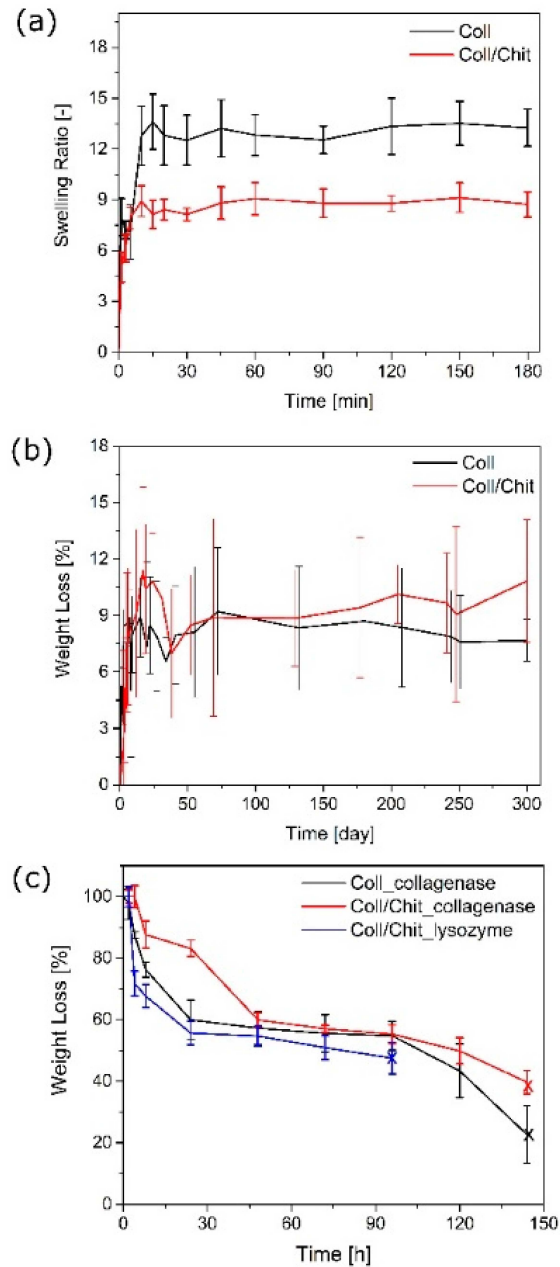 (a)
18
15
12
9
6
3
0
Swelling Ratio [-]
Coll
Coll/Chit
0 30 60 90 120 150 180
Time [min]
(b)
18
15
12
9
6
3
0
Weight Loss [%]
Coll
Coll/Chit
0 50 100 150 200 250 300
Time [day]
(c)
100
80
60
40
20
0
Weight Loss [%]
Coll_collagenase
Coll/Chit_collagenase
Coll/Chit_lysozyme
0 30 60 90 120 150
Time [h]